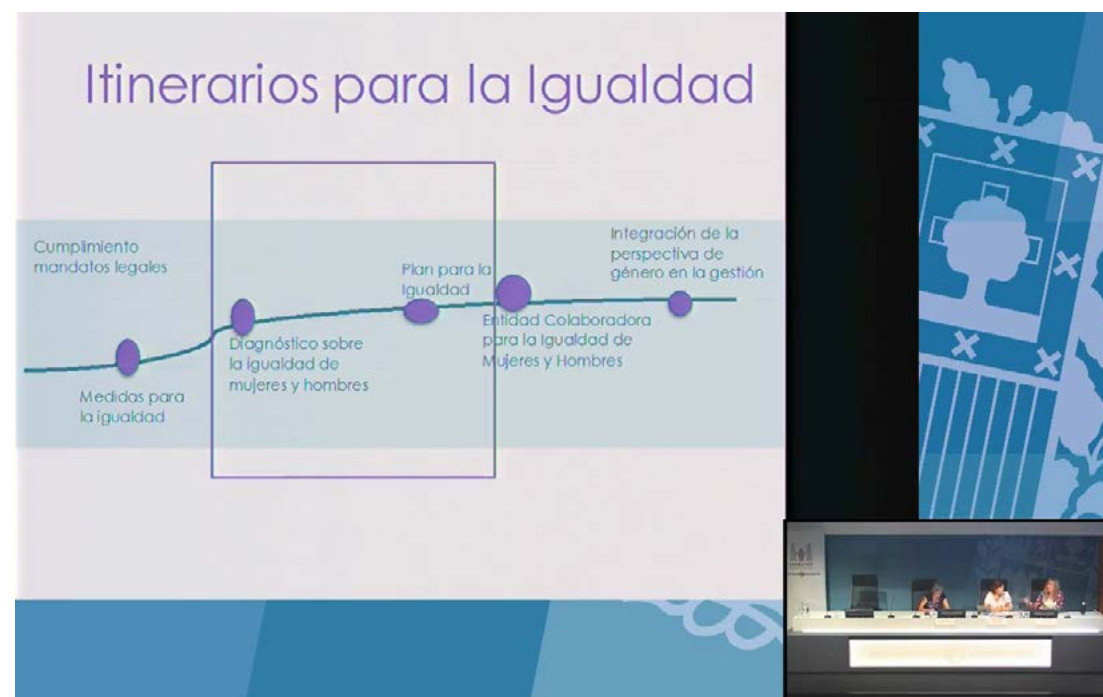 Itinerarios para la Igualdad
Cumplimiento
mandatos legales
Medidas para
la igualdad
Diagnóstico sobre
la igualdad de
mujeres y hombres
Plan para la
Igualdad
Entidad Colaboradora
para la Igualdad de
Mujeres y Hombres
Integración de la
perspectiva de
género en la gestión